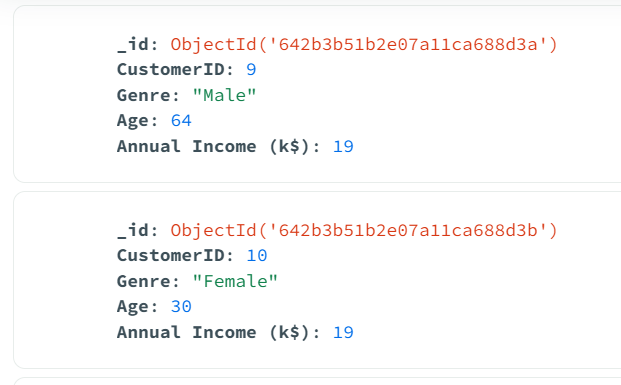 _id: ObjectId('642b3b51b2e07a11ca688d3a')
CustomerID: 9
Genre: "Male"
Age: 64
Annual Income (k$): 19
_id: ObjectId('642b3b51b2e07a11ca688d3b')
CustomerID: 10
Genre: "Female"
Age: 30
Annual Income (k$): 19